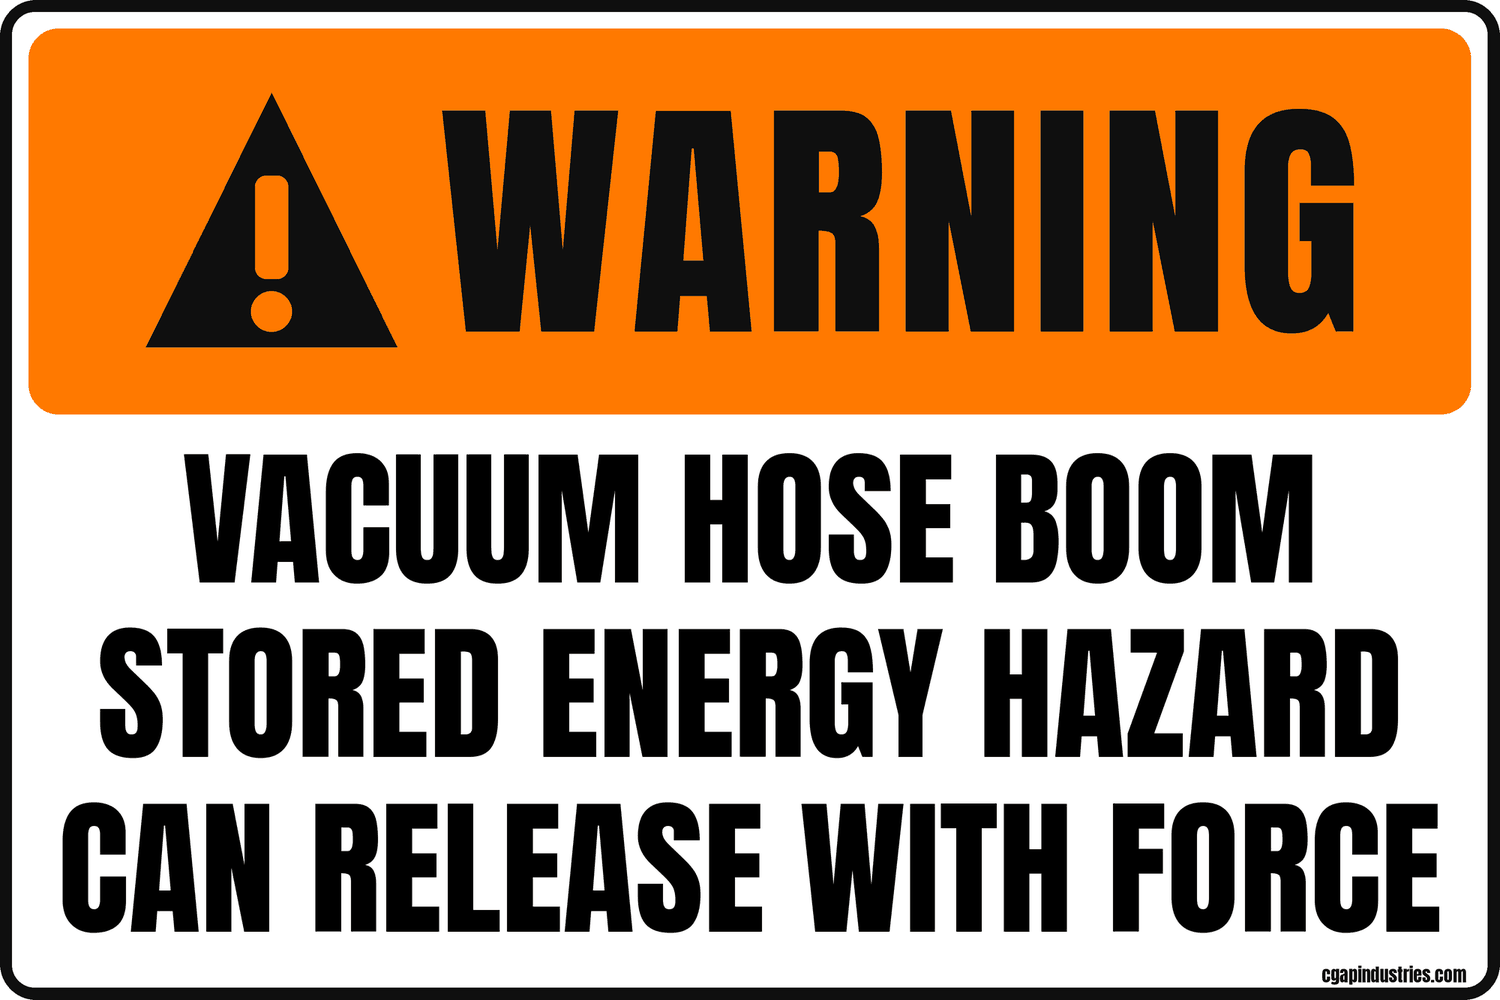 WARNING
VACUUM HOSE BOOM
STORED ENERGY HAZARD
CAN RELEASE WITH FORCE
cgapindustries.com